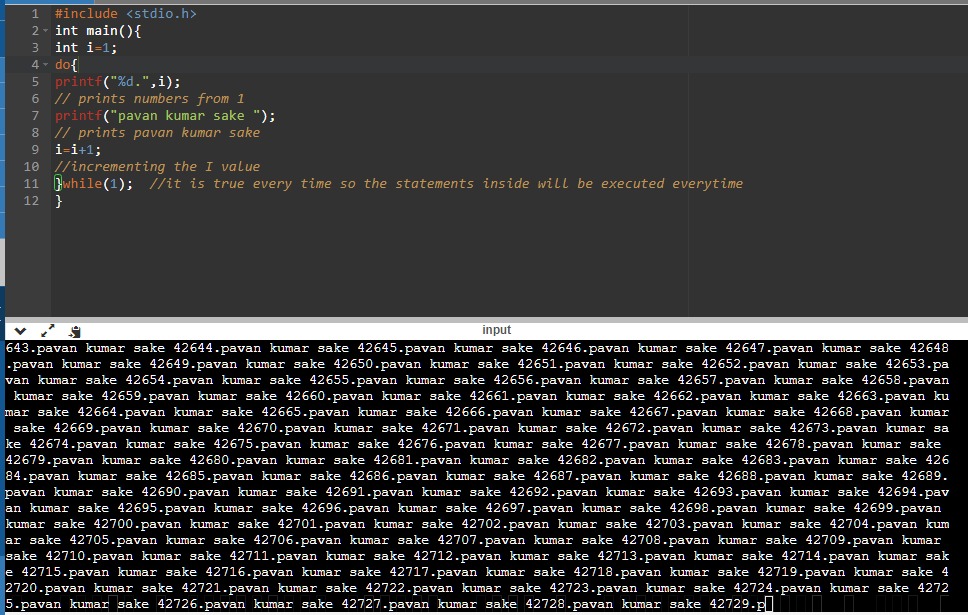 1 #include <stdio.h>
2 int main(){
3 int i=1;
4 do{
5 printf("%d.",i);
6 // prints numbers from 1
7 printf("pavan kumar sake ");
8 // prints pavan kumar sake
9 i=i+1;
10 //incrementing the I value
11 }while(1);  //it is true every time so the statements inside will be executed everytime
12 }
input
643.pavan kumar sake 42644.pavan kumar sake 42645.pavan kumar sake 42646.pavan kumar sake 42647.pavan kumar sake 42648
.pavan kumar sake 42649.pavan kumar sake 42650.pavan kumar sake 42651.pavan kumar sake 42652.pavan kumar sake 42653.pa
van kumar sake 42654.pavan kumar sake 42655.pavan kumar sake 42656.pavan kumar sake 42657.pavan kumar sake 42658.pavan
 kumar sake 42659.pavan kumar sake 42660.pavan kumar sake 42661.pavan kumar sake 42662.pavan kumar sake 42663.pavan ku
mar sake 42664.pavan kumar sake 42665.pavan kumar sake 42666.pavan kumar sake 42667.pavan kumar sake 42668.pavan kumar
 sake 42669.pavan kumar sake 42670.pavan kumar sake 42671.pavan kumar sake 42672.pavan kumar sake 42673.pavan kumar sa
ke 42674.pavan kumar sake 42675.pavan kumar sake 42676.pavan kumar sake 42677.pavan kumar sake 42678.pavan kumar sake
42679.pavan kumar sake 42680.pavan kumar sake 42681.pavan kumar sake 42682.pavan kumar sake 42683.pavan kumar sake 426
84.pavan kumar sake 42685.pavan kumar sake 42686.pavan kumar sake 42687.pavan kumar sake 42688.pavan kumar sake 42689.
pavan kumar sake 42690.pavan kumar sake 42691.pavan kumar sake 42692.pavan kumar sake 42693.pavan kumar sake 42694.pav
an kumar sake 42695.pavan kumar sake 42696.pavan kumar sake 42697.pavan kumar sake 42698.pavan kumar sake 42699.pavan
kumar sake 42700.pavan kumar sake 42701.pavan kumar sake 42702.pavan kumar sake 42703.pavan kumar sake 42704.pavan kum
ar sake 42705.pavan kumar sake 42706.pavan kumar sake 42707.pavan kumar sake 42708.pavan kumar sake 42709.pavan kumar
sake 42710.pavan kumar sake 42711.pavan kumar sake 42712.pavan kumar sake 42713.pavan kumar sake 42714.pavan kumar sak
e 42715.pavan kumar sake 42716.pavan kumar sake 42717.pavan kumar sake 42718.pavan kumar sake 42719.pavan kumar sake 4
2720.pavan kumar sake 42721.pavan kumar sake 42722.pavan kumar sake 42723.pavan kumar sake 42724.pavan kumar sake 4272
5.pavan kumar sake 42726.pavan kumar sake 42727.pavan kumar sake 42728.pavan kumar sake 42729.p